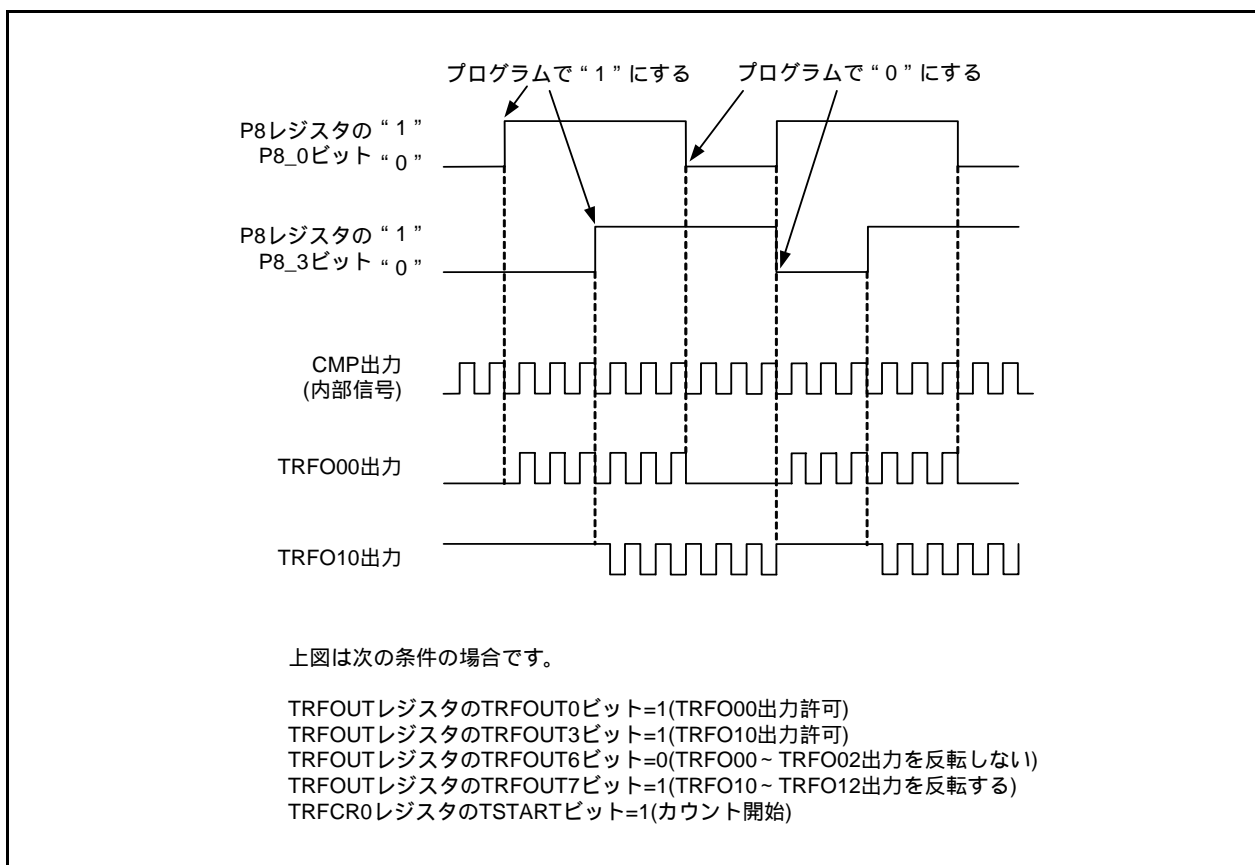 プログラムで“1”にする プログラムで“0”にする
P8レジスタの “1”
P8_0ビット “0”
P8レジスタの “1”
P8_3ビット “0”
CMP出力
(内部信号)
TRFO00出力
TRFO10出力
上図は次の条件の場合です。
TRFOUTレジスタのTRFOUT0ビット=1(TRFO00出力許可)
TRFOUTレジスタのTRFOUT3ビット=1(TRFO10出力許可)
TRFOUTレジスタのTRFOUT6ビット=0(TRFO00~TRFO02出力を反転しない)
TRFOUTレジスタのTRFOUT7ビット=1(TRFO10~TRFO12出力を反転する)
TRFCR0レジスタのTSTARTビット=1(カウント開始)